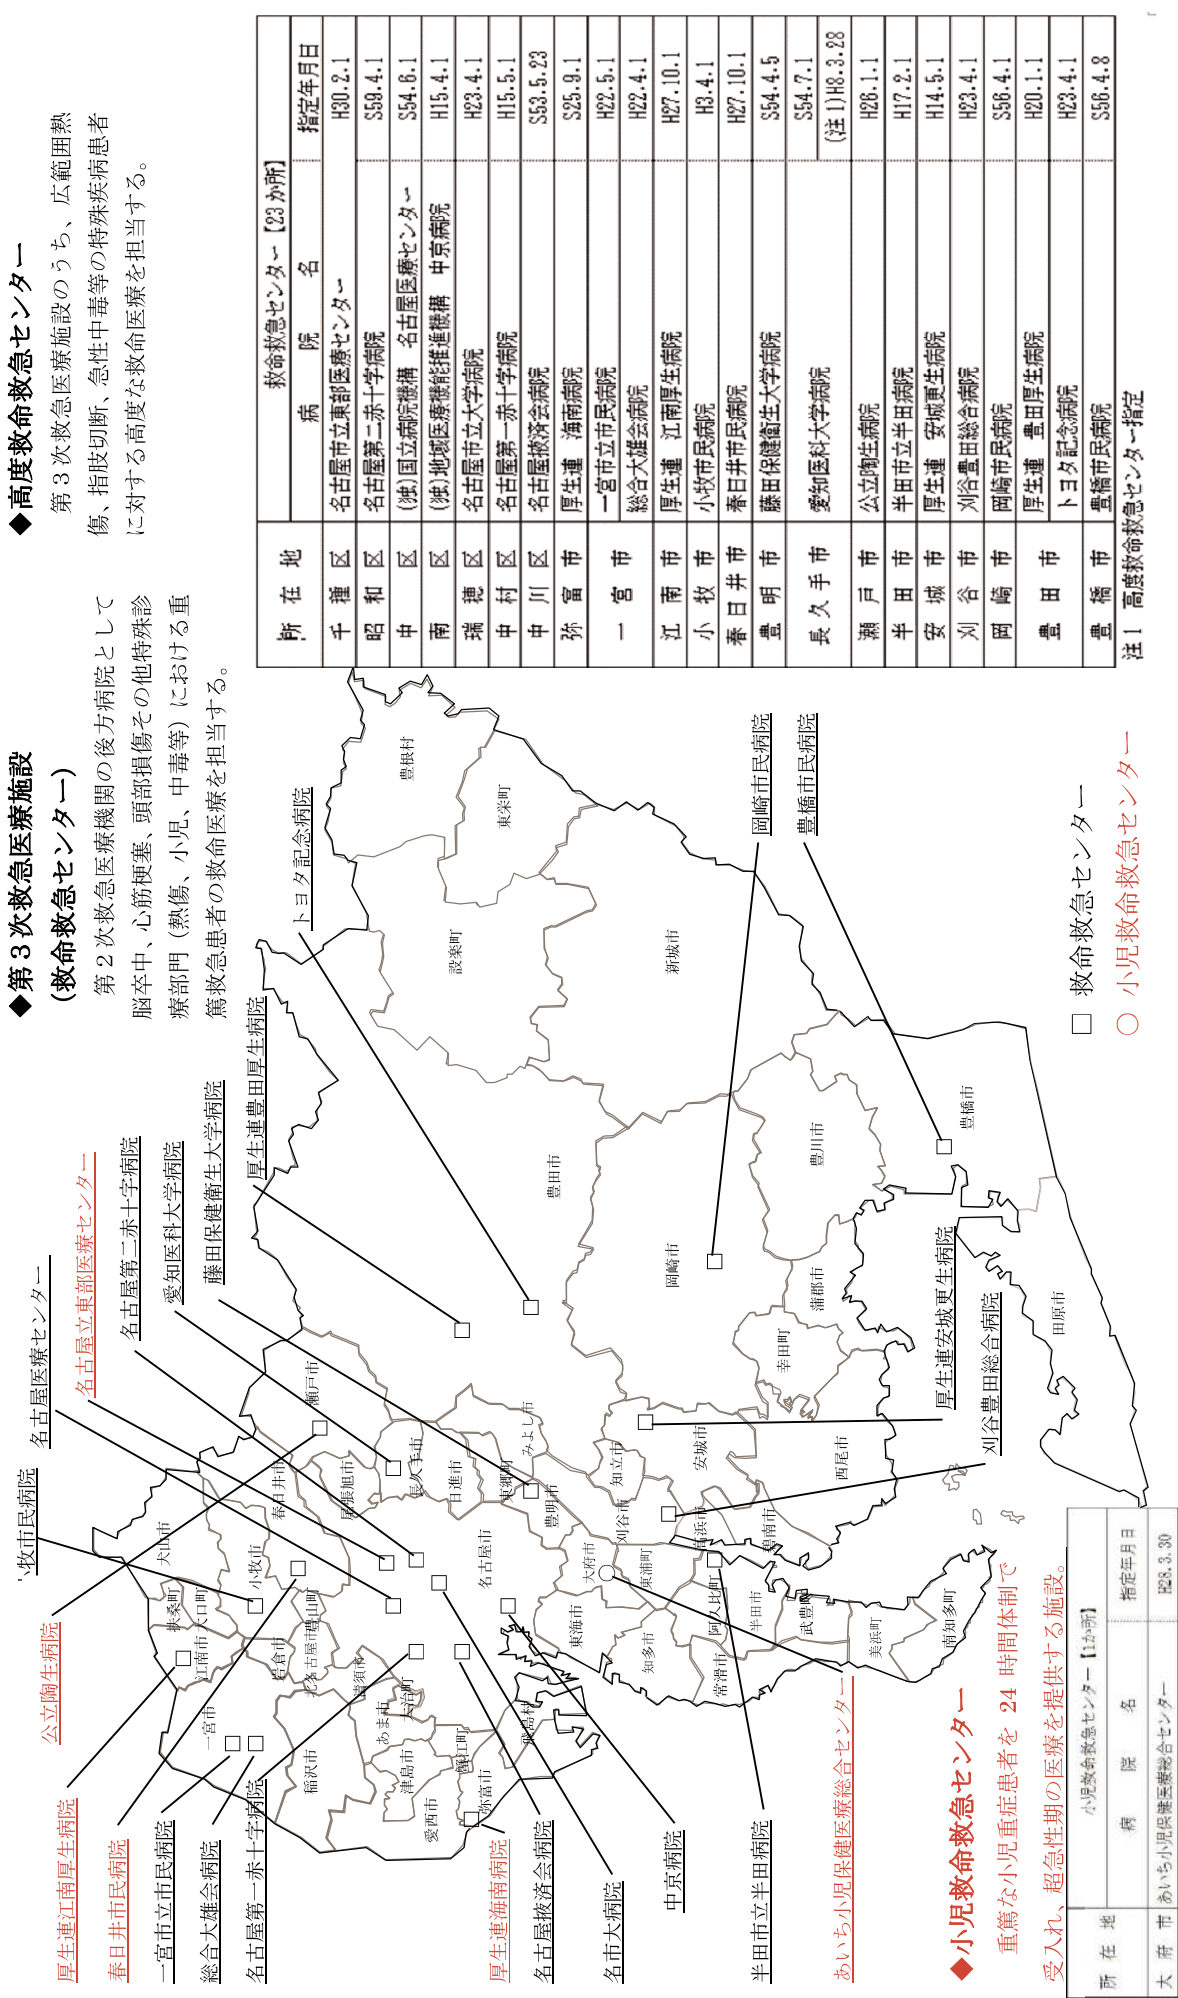 ◆第３次救急医療施設
(救命救急センター)
第２次救急医療機関の後方病院として
脳卒中、心筋梗塞、頭部損傷その他特殊診
療部門（熱傷、小児、中毒等）における重
篤救急患者の救命医療を担当する。
◆高度救命救急センター
第３次救急医療施設のうち、広範囲熱
傷、指肢切断、急性中毒等の特殊疾病患者
に対する高度な救命医療を担当する。
救命救急センター【23か所】
所在地 病院名 指定年月日
千種区 名古屋市立東部医療センター H30.2.1
昭和区 名古屋第二赤十字病院 S59.4.1
中区 (独)国立病院機構 名古屋医療センター S54.6.1
南区 (独)地域医療機能推進機構 中京病院 H15.4.1
瑞穂区 名古屋市立大学病院 H23.4.1
中村区 名古屋第一赤十字病院 H15.5.1
中川区 名古屋掖済会病院 S53.5.23
弥富市 厚生連 海南病院 S25.9.1
一宮市 一宮市立市民病院 H22.5.1
総合大雄会病院 H22.4.1
江南市 厚生連 江南厚生病院 H27.10.1
小牧市 小牧市民病院 H3.4.1
春日井市 春日井市民病院 H27.10.1
豊明市 藤田保健衛生大学病院 S54.4.5
長久手市 愛知医科大学病院 S54.7.1
(注1)H8.3.28
瀬戸市 公立陶生病院 H26.1.1
半田市 半田市立半田病院 H17.2.1
安城市 厚生連 安城更生病院 H14.5.1
刈谷市 刈谷豊田総合病院 H23.4.1
岡崎市 岡崎市民病院 S56.4.1
豊田市 厚生連 豊田厚生病院 H20.1.1
トヨタ記念病院 H23.4.1
豊橋市 豊橋市民病院 S56.4.8
注1 高度救命救急センター指定
厚生連江南厚生病院
春日井市民病院
一宮市立市民病院
総合大雄会病院
名古屋第一赤十字病院
公立陶生病院
小牧市民病院
名古屋医療センター
名古屋立東部医療センター
名古屋第二赤十字病院
愛知医科大学病院
藤田保健衛生大学病院
厚生連豊田厚生病院
トヨタ記念病院
岡崎市民病院
豊橋市民病院
厚生連安城更生病院
刈谷豊田総合病院
厚生連海南病院
名古屋掖済会病院
名市大病院
中京病院
半田市立半田病院
あいち小児保健医療総合センター
犬山市
扶桑町
大口町
江南市
小牧市
春日井市
瀬戸市
一宮市
岩倉市
北名古屋市
豊山町
尾張旭市
長久手市
日進市
東郷町
みよし市
豊明市
稲沢市
清須市
あま市
大治町
津島市
愛西市
蟹江町
弥富市
飛島村
名古屋市
豊田市
設楽町
豊根村
東栄町
新城市
岡崎市
豊川市
豊橋市
蒲郡市
幸田町
田原市
知立市
刈谷市
安城市
高浜市
碧南市
西尾市
大府市
東浦町
東海市
知多市
阿久比町
半田市
常滑市
武豊町
美浜町
南知多町
□ 救命救急センター
○ 小児救命救急センター
◆小児救命救急センター
重篤な小児重症患者を 24 時間体制で
受入れ、超急性期の医療を提供する施設。
小児救命救急センター【1か所】
所在地 病院名 指定年月日
大府市 あいち小児保健医療総合センター H28.3.30